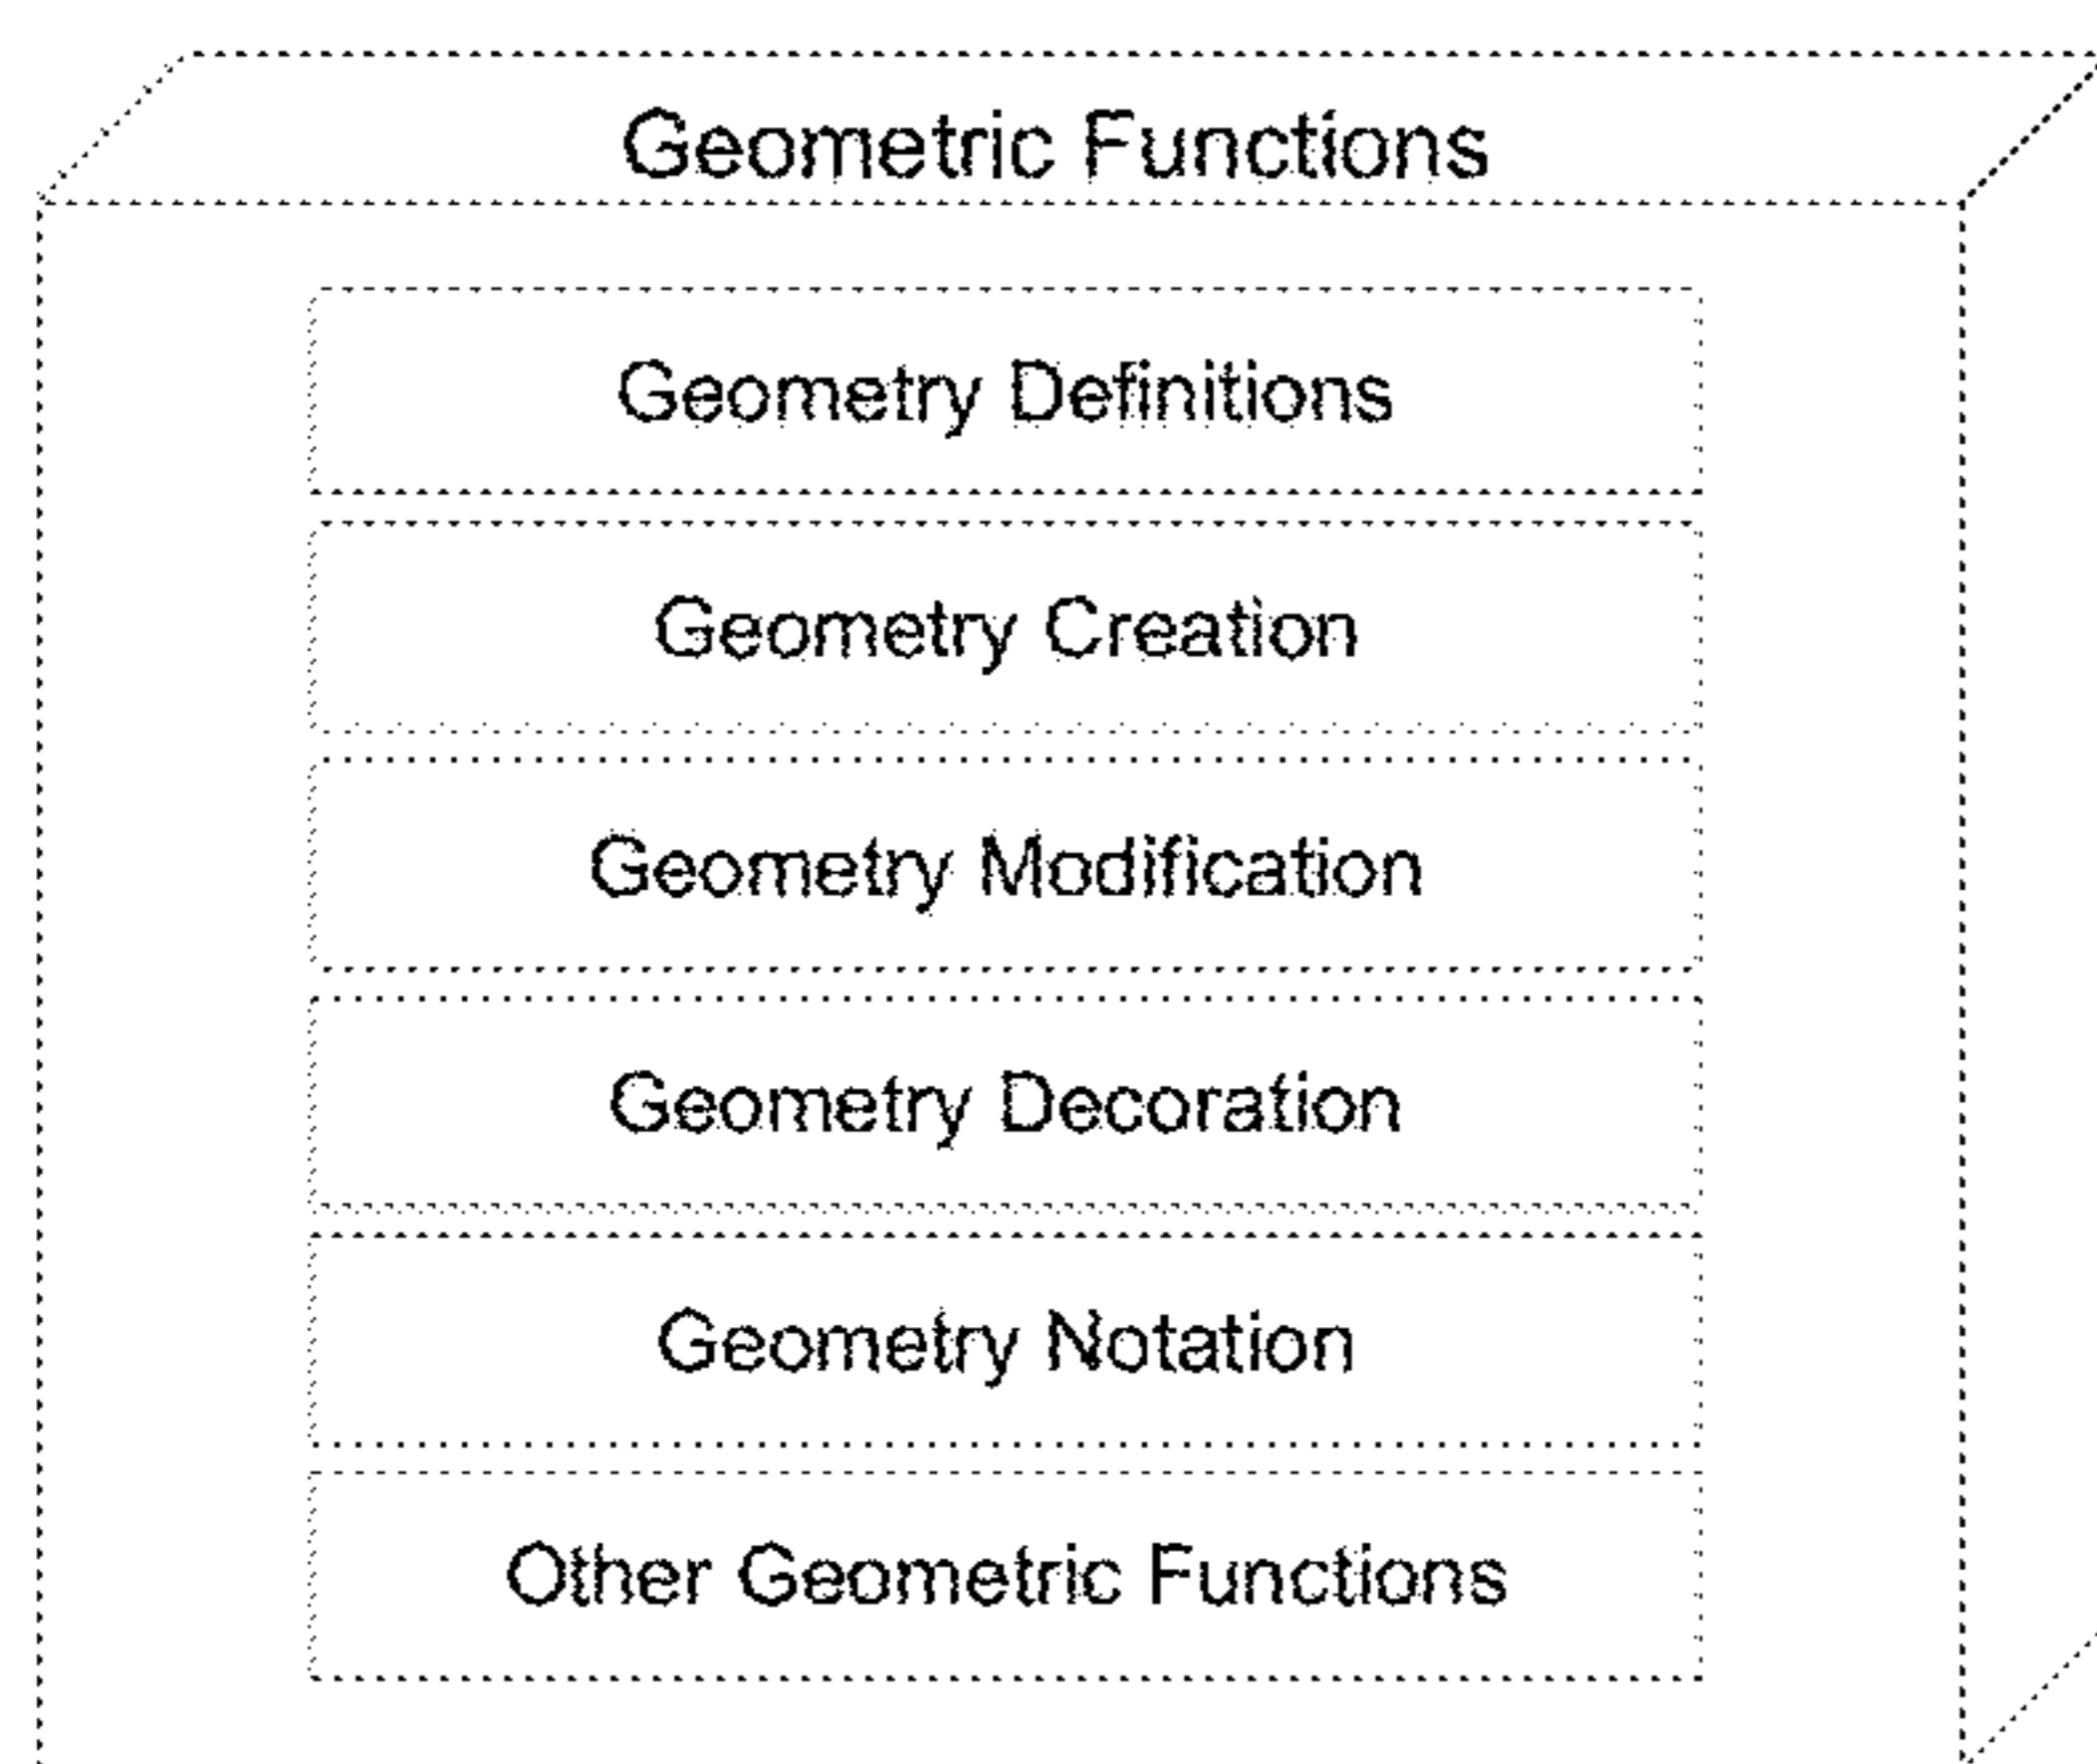 Geometric Functions
Geometry Definitions
Geometry Creation
Geometry Modification
Geometry Decoration
Geometry Notation
Other Geometric Functions